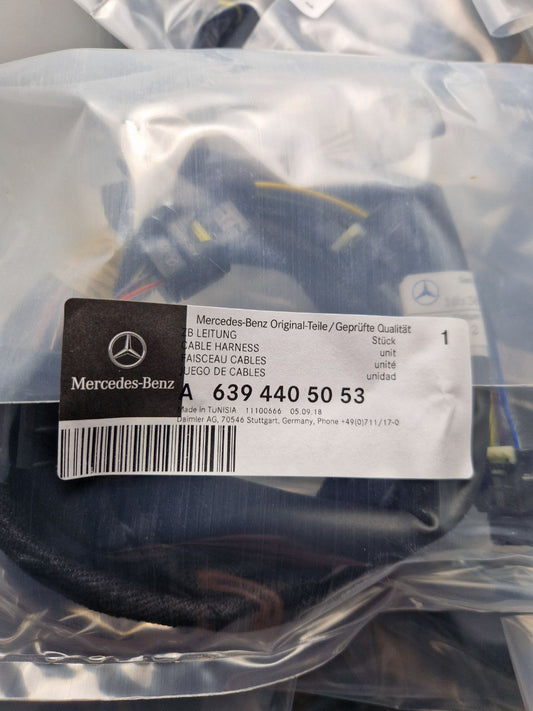 Mercedes-Benz Original-Teile/Geprüfte Qualität
ZB LEITUNG Stück 1
CABLE HARNESS unit
FAISCEAU CABLES unité
JUEGO DE CABLES unidad
Mercedes-Benz
A 639 440 50 53
Made in TUNISIA 11100666 05.09.18
Daimler AG, 70546 Stuttgart, Germany, Phone +49(0)711/17-0